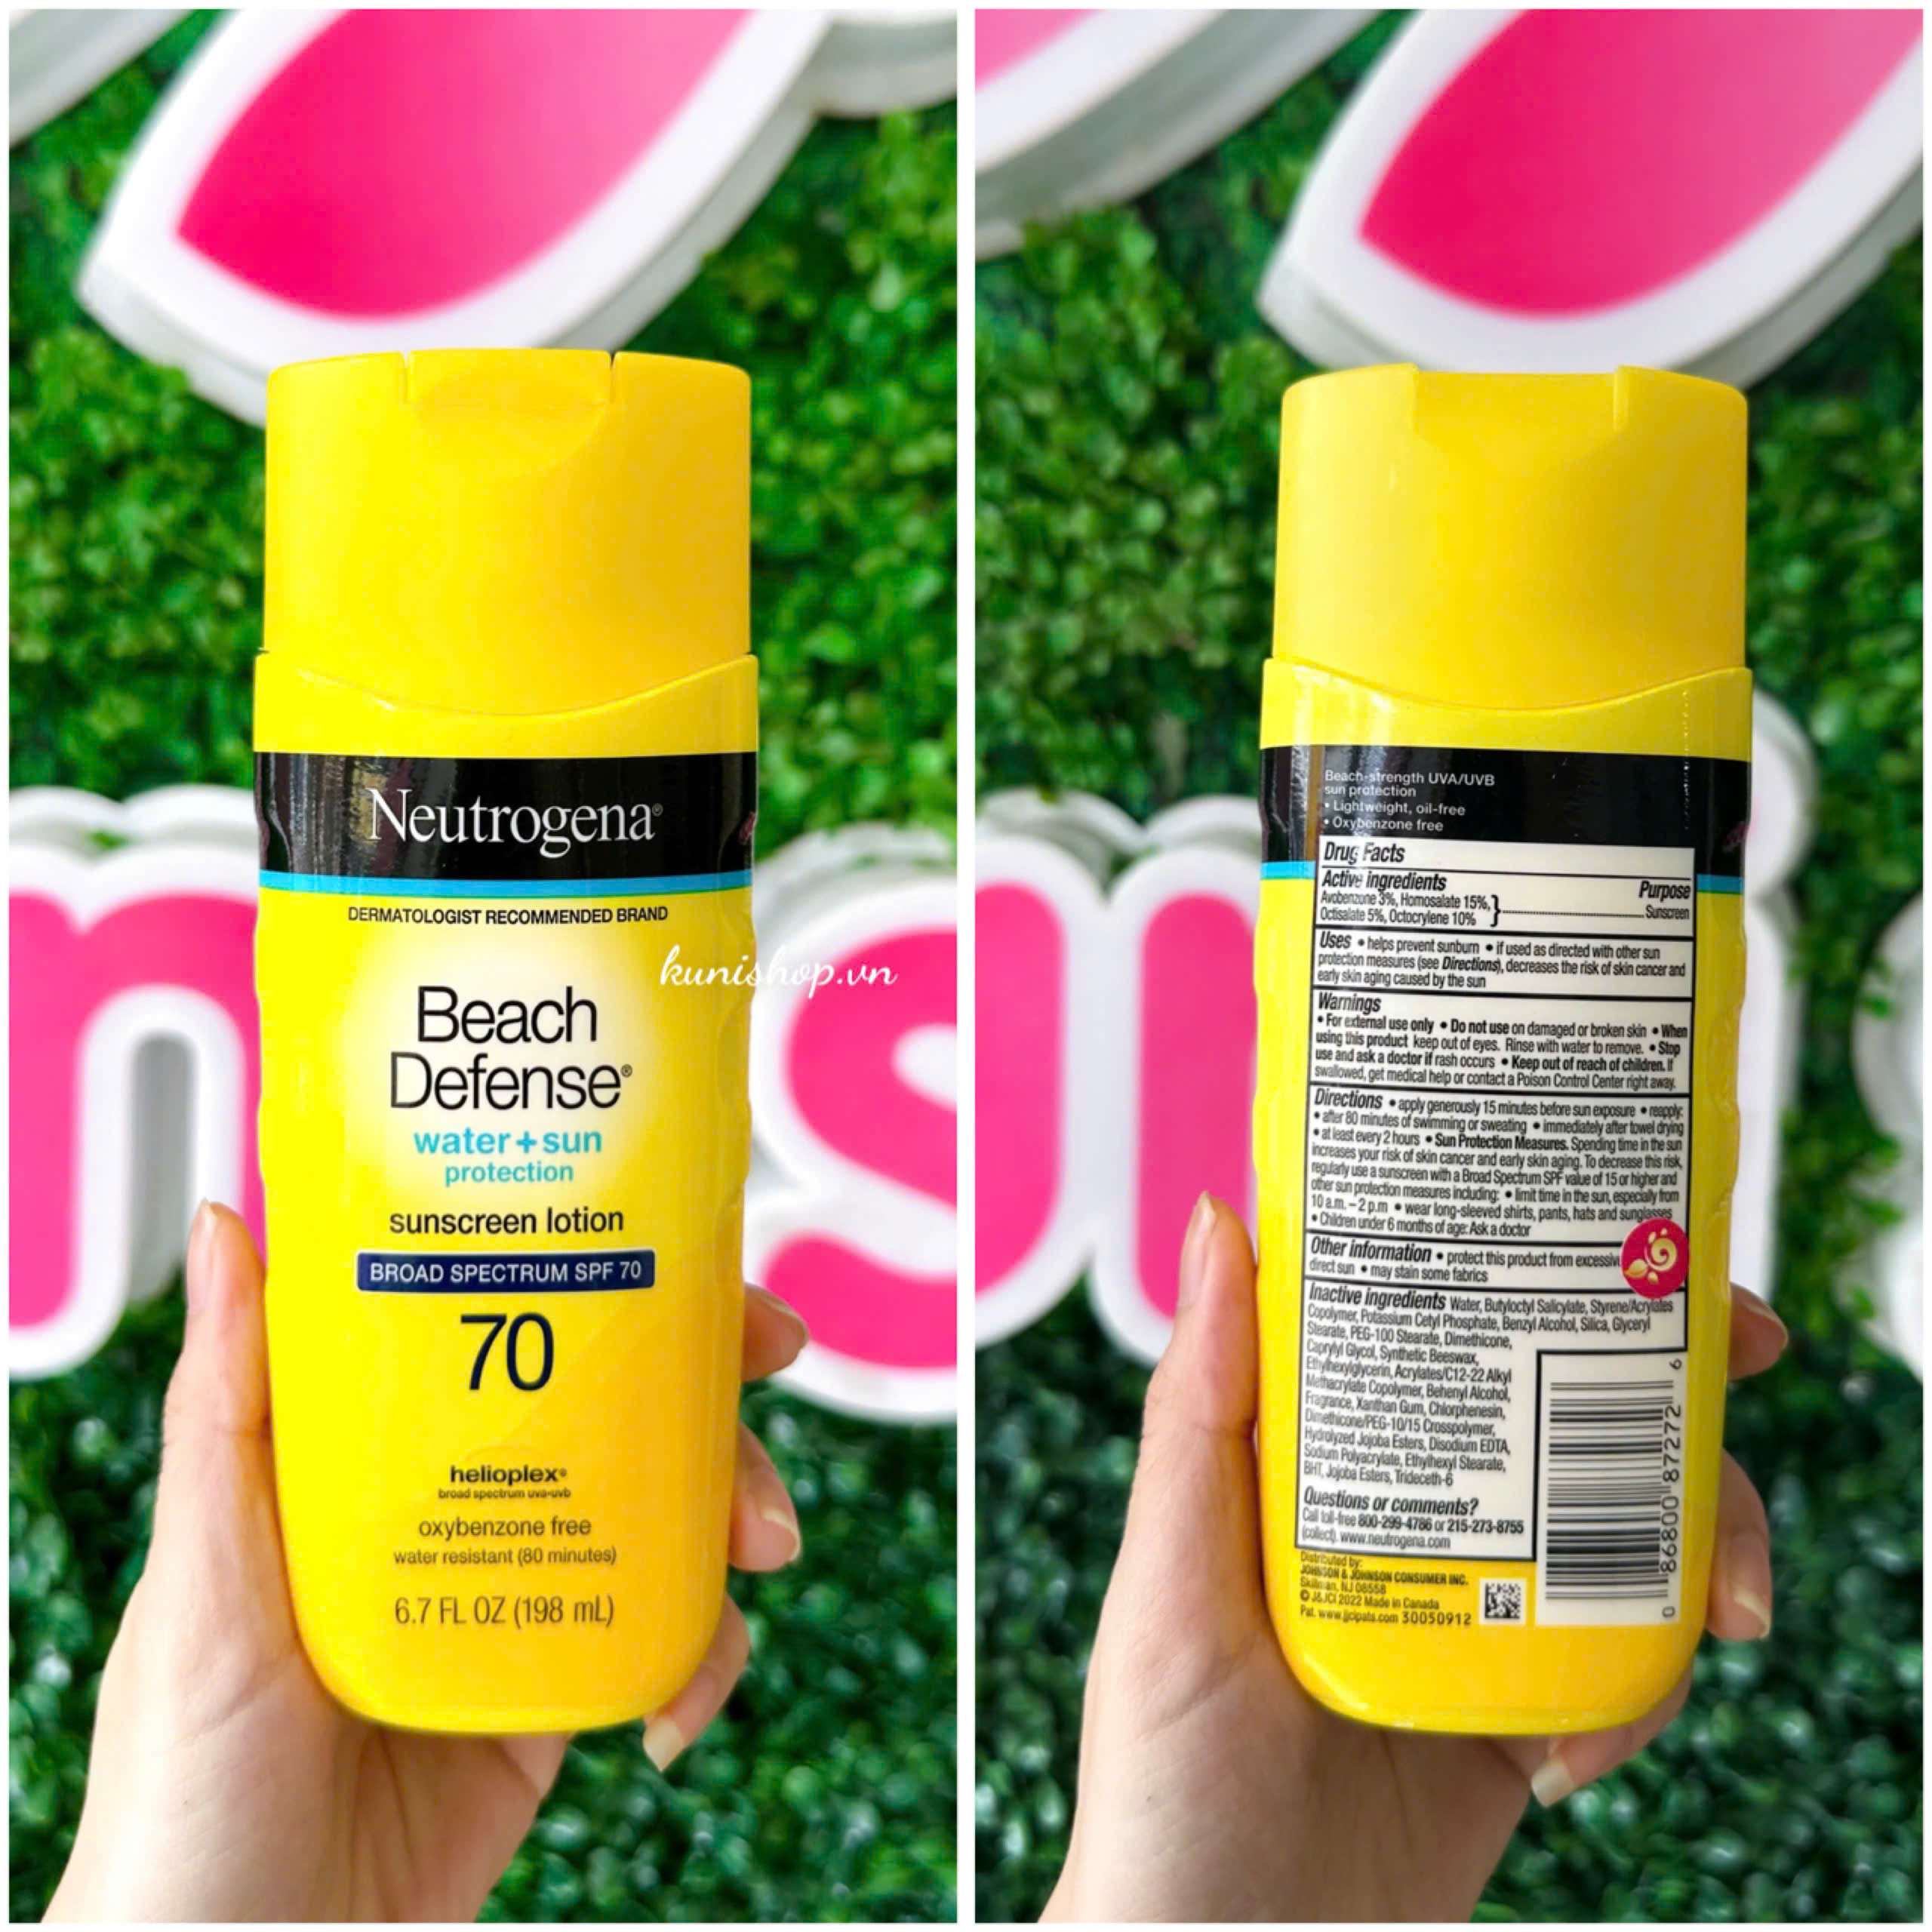 Neutrogena®
DERMATOLOGIST RECOMMENDED BRAND
kunishop.vn
Beach
Defense®
water + sun
protection
sunscreen lotion
BROAD SPECTRUM SPF 70
70
helioplex®
broad spectrum uva-uvb
oxybenzone free
water resistant (80 minutes)
6.7 FL OZ (198 mL)
Beach-strength UVA/UVB
sun protection
• Lightweight, oil-free
• Oxybenzone free
Drug Facts
Active ingredients Purpose
Avobenzone 3%, Homosalate 15%,
Octisalate 5%, Octocrylene 10% Sunscreen
Uses • helps prevent sunburn • if used as directed with other sun
protection measures (see Directions), decreases the risk of skin cancer and
early skin aging caused by the sun
Warnings
• For external use only • Do not use on damaged or broken skin • When
using this product keep out of eyes. Rinse with water to remove. • Stop
use and ask a doctor if rash occurs • Keep out of reach of children. If
swallowed, get medical help or contact a Poison Control Center right away.
Directions • apply generously 15 minutes before sun exposure • reapply:
• after 80 minutes of swimming or sweating • immediately after towel drying
• at least every 2 hours • Sun Protection Measures. Spending time in the sun
increases your risk of skin cancer and early skin aging. To decrease this risk,
regularly use a sunscreen with a Broad Spectrum SPF value of 15 or higher and
other sun protection measures including: • limit time in the sun, especially from
10 a.m. – 2 p.m • wear long-sleeved shirts, pants, hats and sunglasses
• Children under 6 months of age: Ask a doctor
Other information • protect this product from excessiv
direct sun • may stain some fabrics
Inactive ingredients Water, Butyloctyl Salicylate, Styrene/Acrylates
Copolymer, Potassium Cetyl Phosphate, Benzyl Alcohol, Silica, Glyceryl
Stearate, PEG-100 Stearate, Dimethicone,
Caprylyl Glycol, Synthetic Beeswax,
Ethylhexylglycerin, Acrylates/C12-22 Alkyl
Methacrylate Copolymer, Behenyl Alcohol,
Fragrance, Xanthan Gum, Chlorphenesin,
Dimethicone/PEG-10/15 Crosspolymer,
Hydrolyzed Jojoba Esters, Disodium EDTA,
Sodium Polyacrylate, Ethylhexyl Stearate,
BHT, Jojoba Esters, Trideceth-6
Questions or comments?
Call toll-free 800-299-4786 or 215-273-8755
(collect). www.neutrogena.com
Distributed by:
JOHNSON & JOHNSON CONSUMER INC.
Skillman, NJ 08558
© J&JCI 2022 Made in Canada
Pat. www.jjcipats.com 30050912
0 86800 87272 6